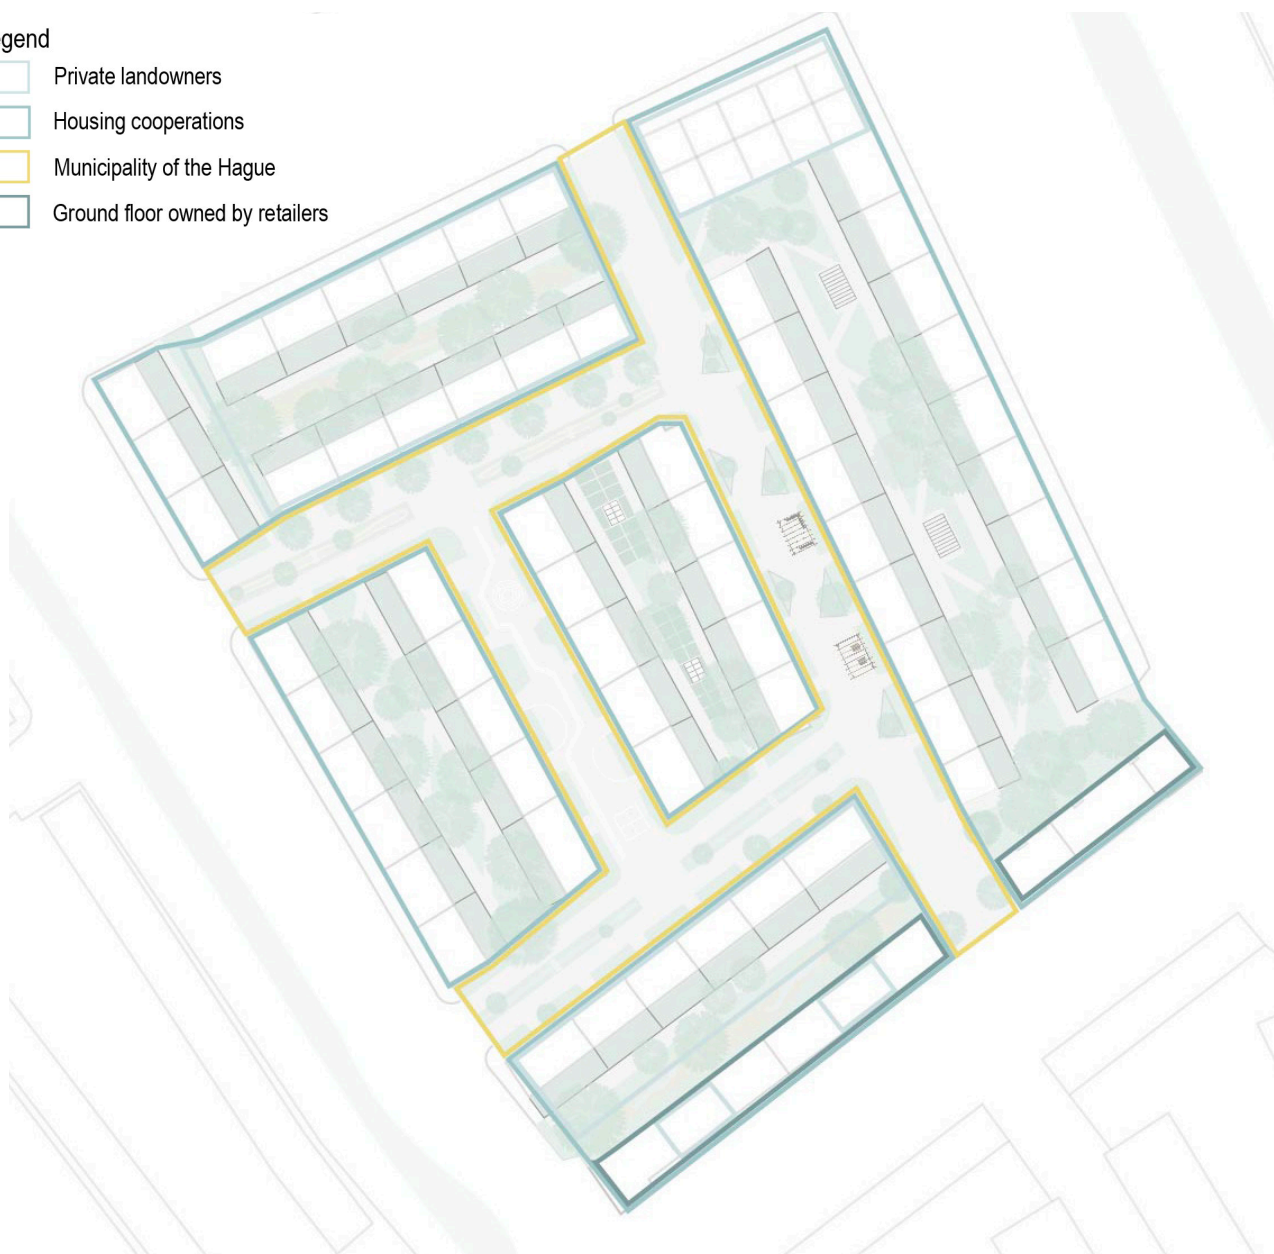 gend
Private landowners
Housing cooperations
Municipality of the Hague
Ground floor owned by retailers